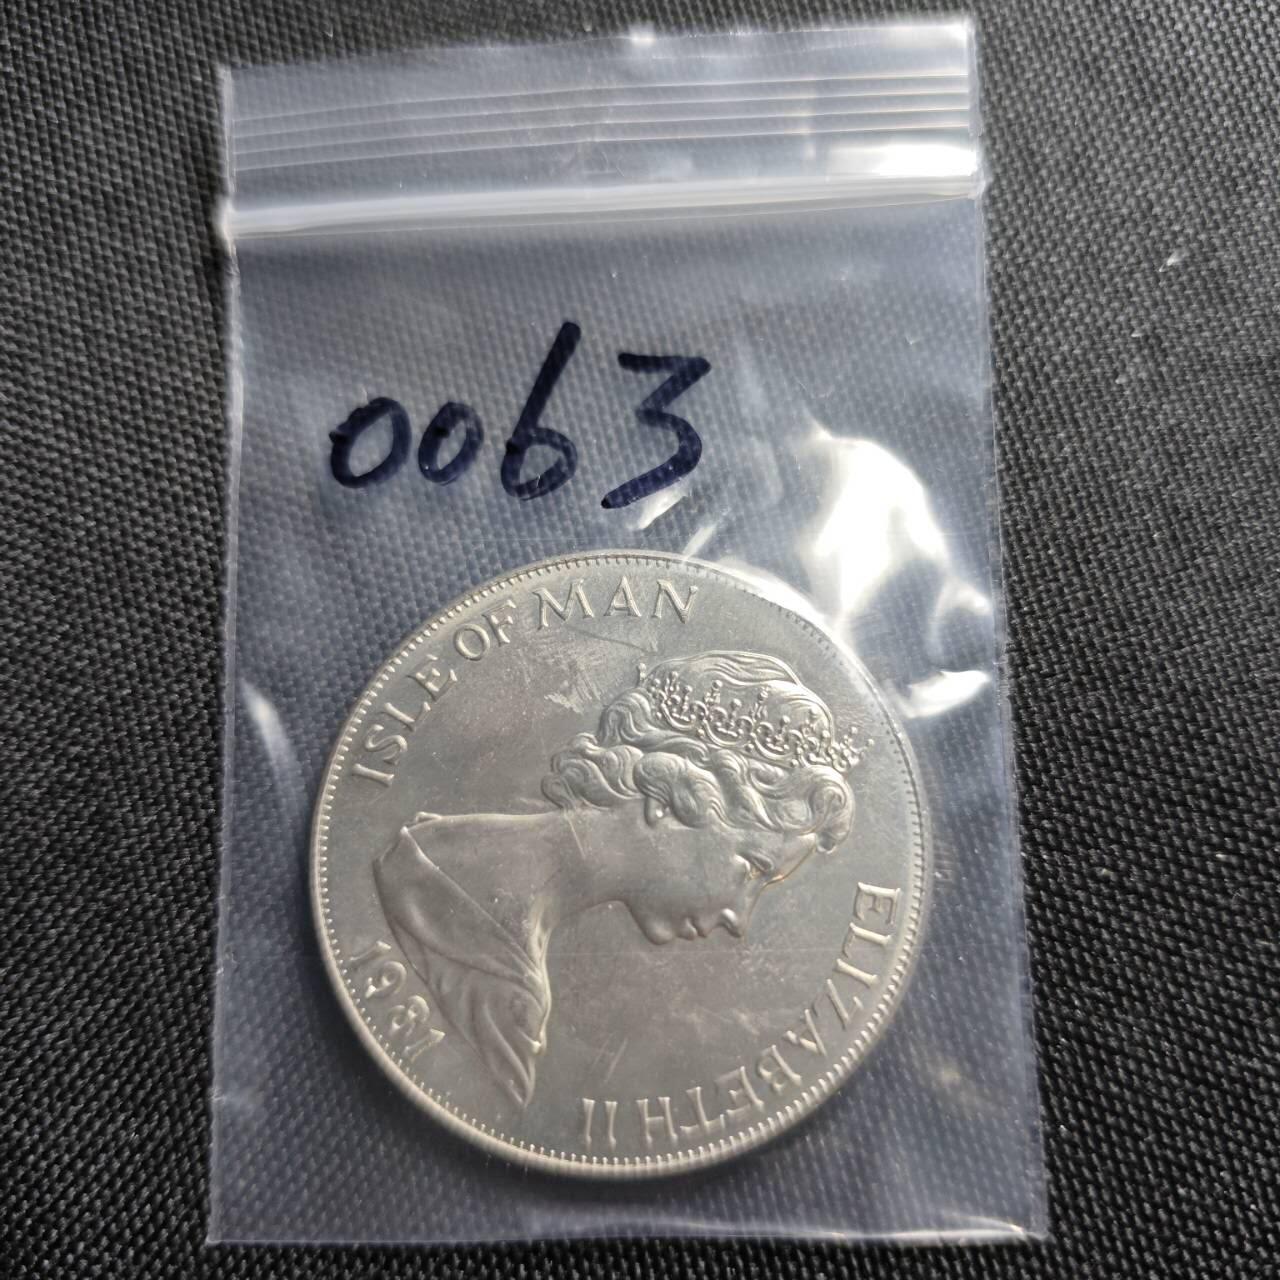 0063
ISLE OF MAN
ELIZABETH II
1981